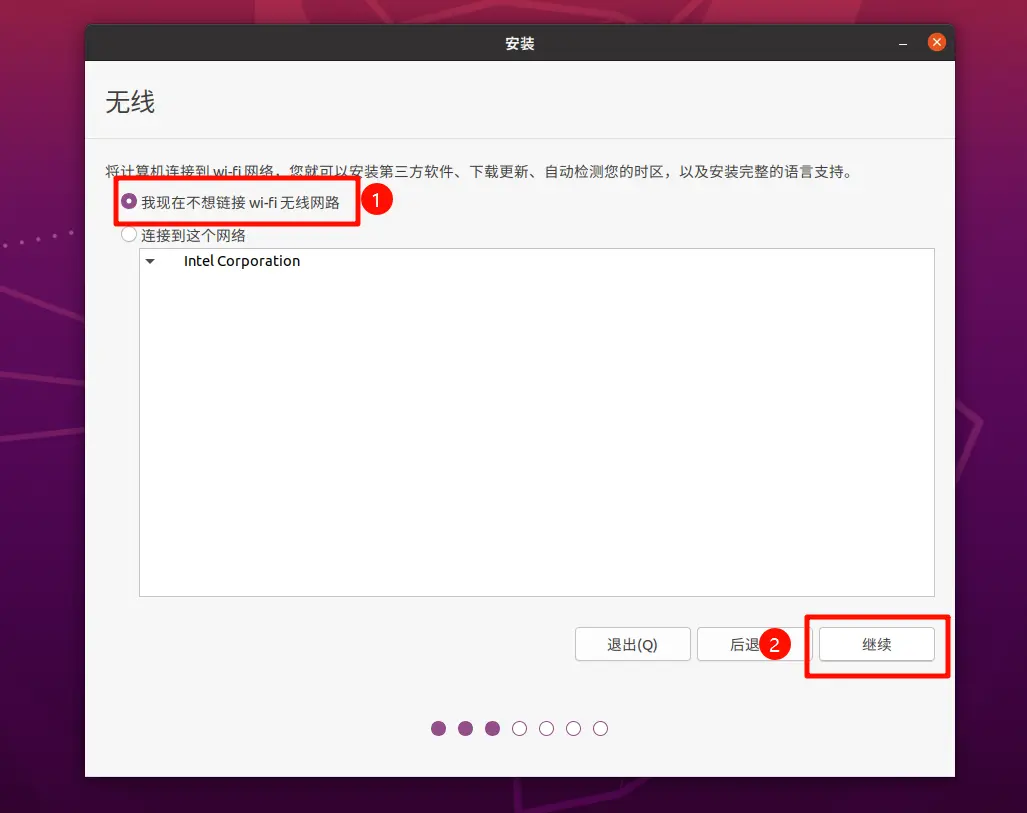 安装
无线
将计算机连接到 wi-fi 网络，您就可以安装第三方软件、下载更新、自动检测您的时区，以及安装完整的语言支持。
我现在不想链接 wi-fi 无线网路
1
连接到这个网络
Intel Corporation
退出(Q)
后退
2
继续